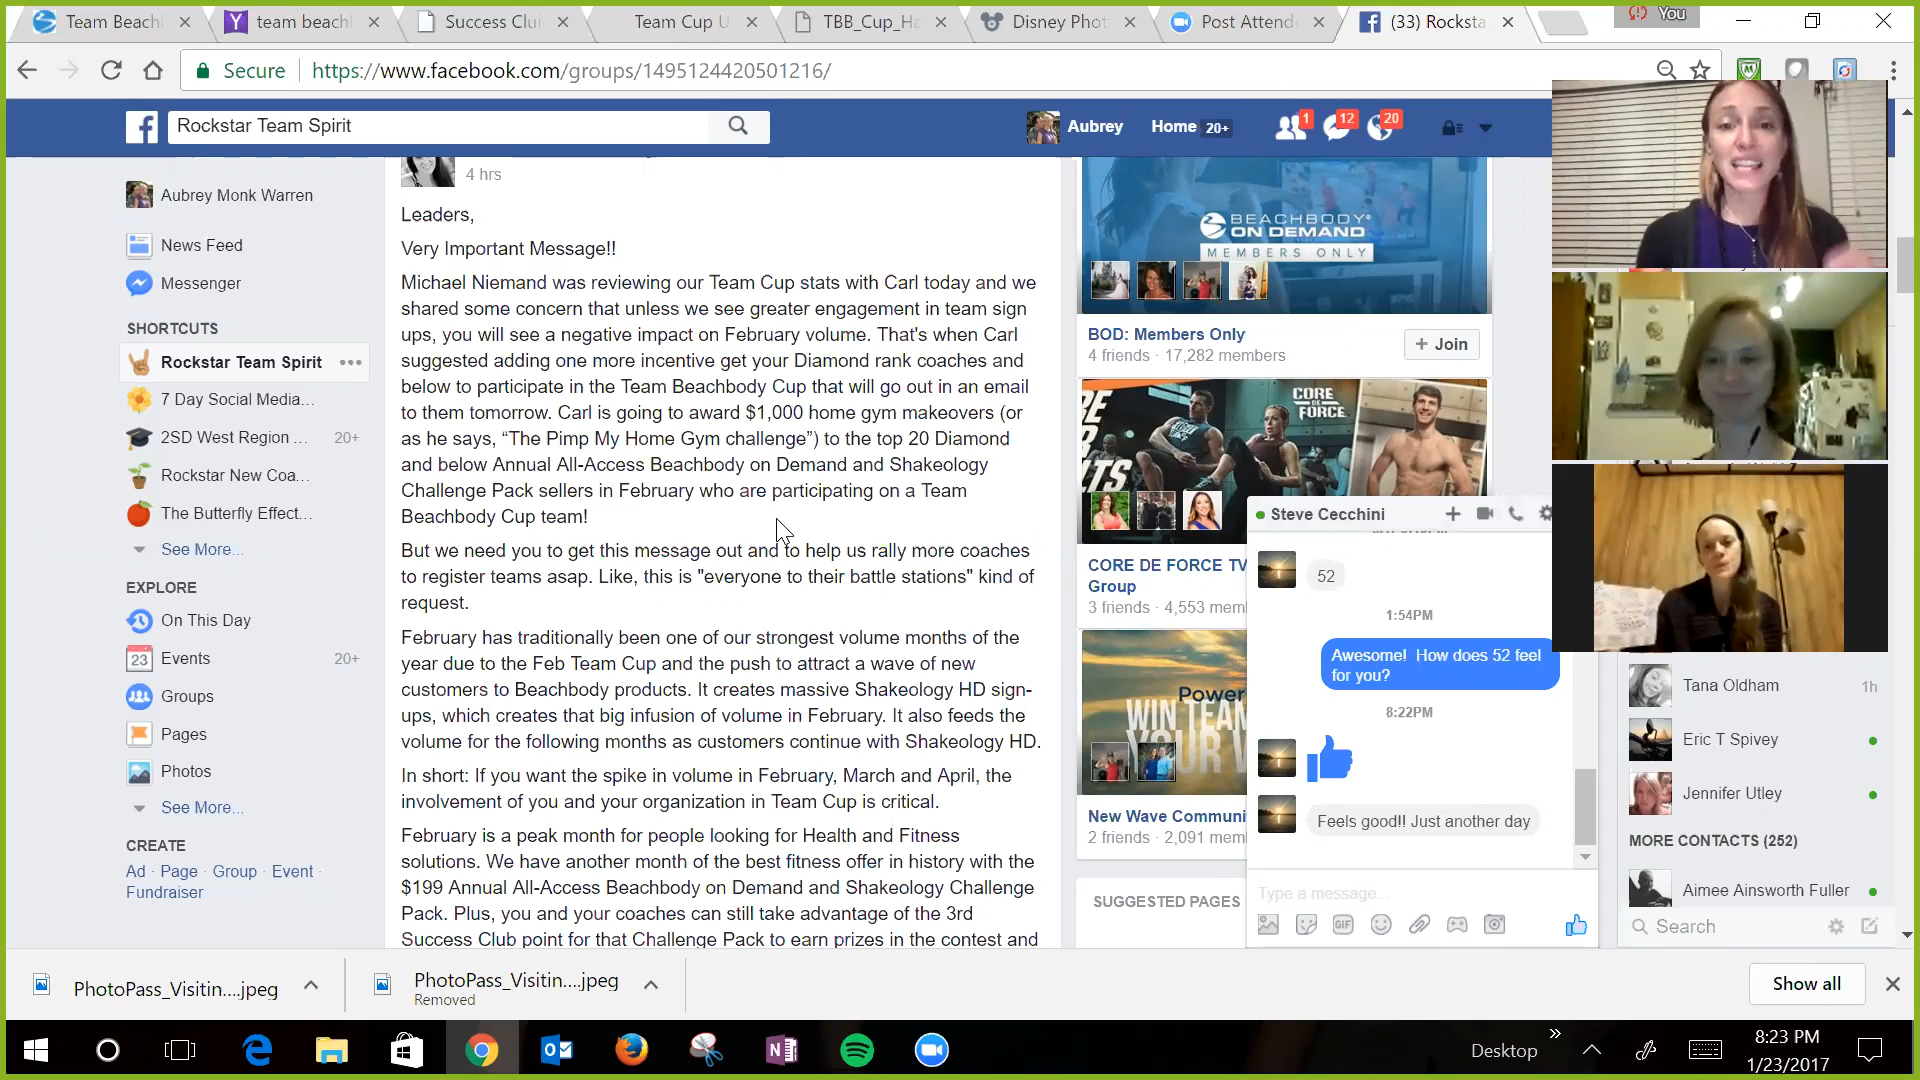 Team Beachl
team beachl
Success Clu
Team Cup U
TBB_Cup_Ha
Disney Phot
Post Attend
(33) Rocksta
You
Secure
https://www.facebook.com/groups/1495124420501216/
Rockstar Team Spirit
Aubrey
Home 20+
1
12
20
Aubrey Monk Warren
News Feed
Messenger
SHORTCUTS
Rockstar Team Spirit
7 Day Social Media...
2SD West Region ... 20+
Rockstar New Coa...
The Butterfly Effect...
See More...
EXPLORE
On This Day
23 Events 20+
Groups
Pages
Photos
See More...
CREATE
Ad · Page · Group · Event ·
Fundraiser
4 hrs
Leaders,
Very Important Message!!
Michael Niemand was reviewing our Team Cup stats with Carl today and we
shared some concern that unless we see greater engagement in team sign
ups, you will see a negative impact on February volume. That's when Carl
suggested adding one more incentive get your Diamond rank coaches and
below to participate in the Team Beachbody Cup that will go out in an email
to them tomorrow. Carl is going to award $1,000 home gym makeovers (or
as he says, “The Pimp My Home Gym challenge”) to the top 20 Diamond
and below Annual All-Access Beachbody on Demand and Shakeology
Challenge Pack sellers in February who are participating on a Team
Beachbody Cup team!
But we need you to get this message out and to help us rally more coaches
to register teams asap. Like, this is "everyone to their battle stations" kind of
request.
February has traditionally been one of our strongest volume months of the
year due to the Feb Team Cup and the push to attract a wave of new
customers to Beachbody products. It creates massive Shakeology HD sign-
ups, which creates that big infusion of volume in February. It also feeds the
volume for the following months as customers continue with Shakeology HD.
In short: If you want the spike in volume in February, March and April, the
involvement of you and your organization in Team Cup is critical.
February is a peak month for people looking for Health and Fitness
solutions. We have another month of the best fitness offer in history with the
$199 Annual All-Access Beachbody on Demand and Shakeology Challenge
Pack. Plus, you and your coaches can still take advantage of the 3rd
Success Club point for that Challenge Pack to earn prizes in the contest and
BEACHBODY®
ON DEMAND
MEMBERS ONLY
BOD: Members Only
4 friends · 17,282 members
+ Join
CORE
DE FORCE
CORE DE FORCE TV
Group
3 friends · 4,553 mem
Power
WIN TEAM
YOUR
New Wave Communi
2 friends · 2,091 mem
SUGGESTED PAGES
Steve Cecchini
52
1:54PM
Awesome! How does 52 feel
for you?
8:22PM
Feels good!! Just another day
Type a message...
GIF
Tana Oldham 1h
Eric T Spivey
Jennifer Utley
MORE CONTACTS (252)
Aimee Ainsworth Fuller
Search
PhotoPass_Visitin....jpeg
PhotoPass_Visitin....jpeg
Removed
Show all
Desktop
8:23 PM
1/23/2017